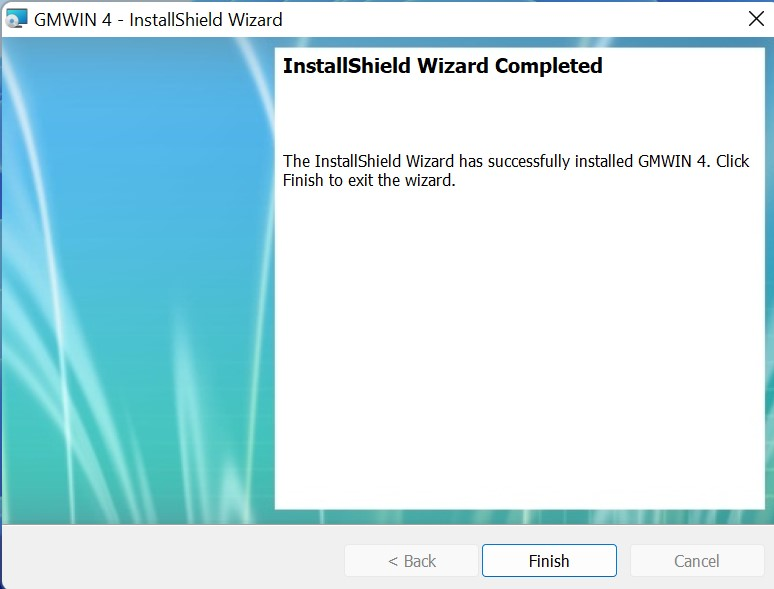 GMWIN 4 - InstallShield Wizard
InstallShield Wizard Completed
The InstallShield Wizard has successfully installed GMWIN 4. Click
Finish to exit the wizard.
< Back
Finish
Cancel